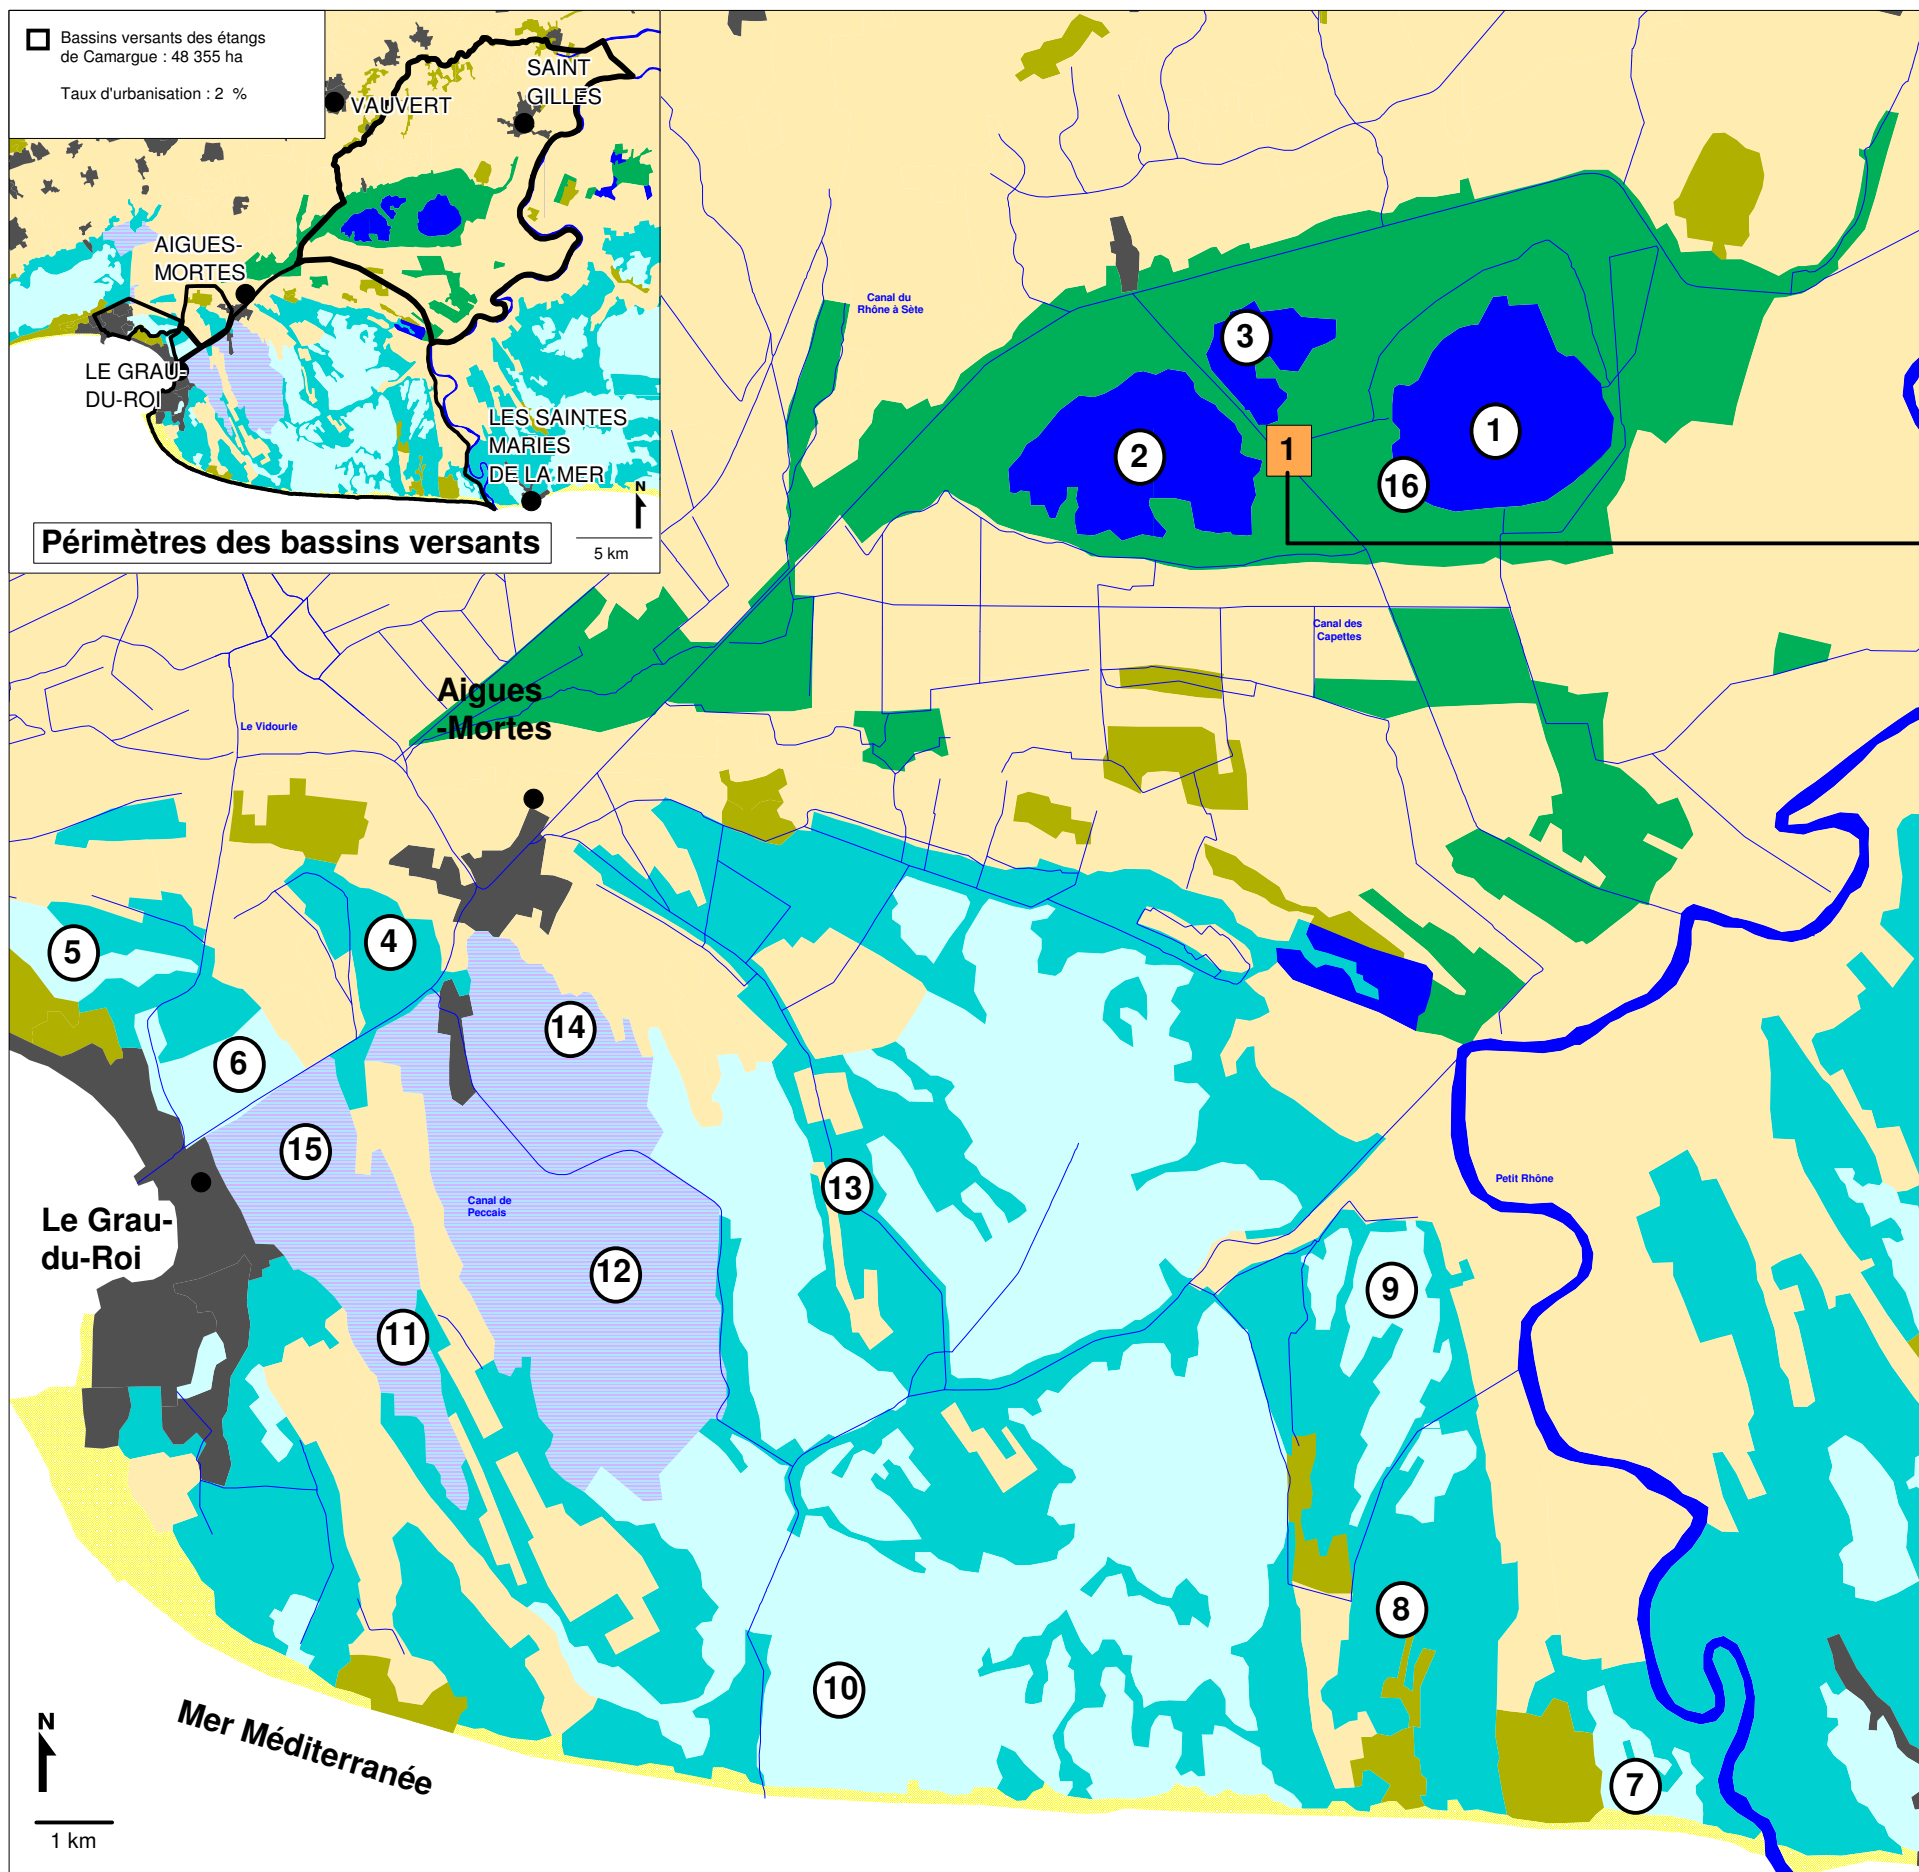 Bassins versants des étangs
de Camargue : 48 355 ha
Taux d'urbanisation : 2 %
SAINT
GILLES
VAUVERT
AIGUES-
MORTES
LE GRAU-
DU-ROI
LES SAINTES
MARIES
DE LA MER
N
5 km
Périmètres des bassins versants
Canal du
Rhône à Sète
3
1
2
1
16
Canal des
Capettes
Aigues
-Mortes
Le Vidourle
4
5
14
6
15
13
Petit Rhône
Canal de
Peccais
Le Grau-
du-Roi
12
9
11
8
10
7
Mer Méditerranée
N
1 km